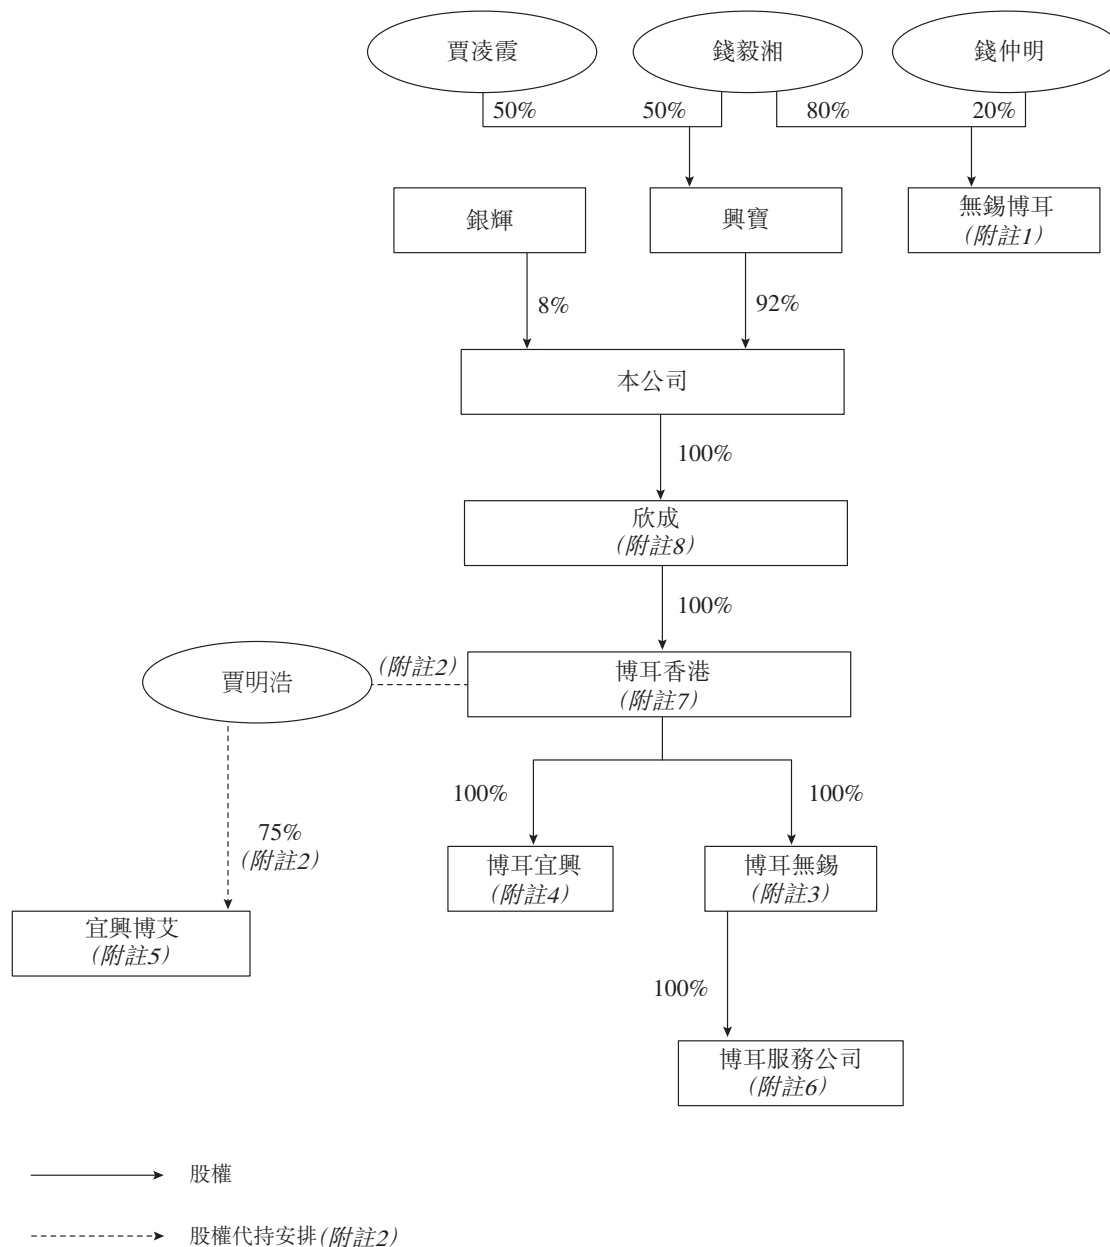 賈凌霞
錢毅湘
錢仲明
50%
50%
80%
20%
銀輝
興寶
無錫博耳
(附註1)
8%
92%
本公司
100%
欣成
(附註8)
100%
賈明浩
(附註2)
博耳香港
(附註7)
100%
100%
75%
(附註2)
博耳宜興
(附註4)
博耳無錫
(附註3)
宜興博艾
(附註5)
100%
博耳服務公司
(附註6)
股權
股權代持安排(附註2)